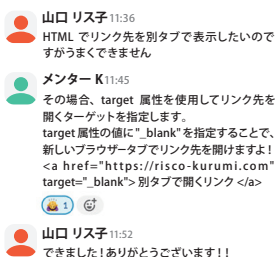 山口 リス子 11:36
HTML でリンク先を別タブで表示したいので
すがうまくできません
メンター K 11:45
その場合、target 属性を使用してリンク先を
開くターゲットを指定します。
target 属性の値に"_blank"を指定することで、
新しいブラウザータブでリンク先を開けますよ！
<a href="https://risco-kurumi.com"
target="_blank"> 別タブで開くリンク </a>
1
山口 リス子 11:52
できました！ありがとうございます！！